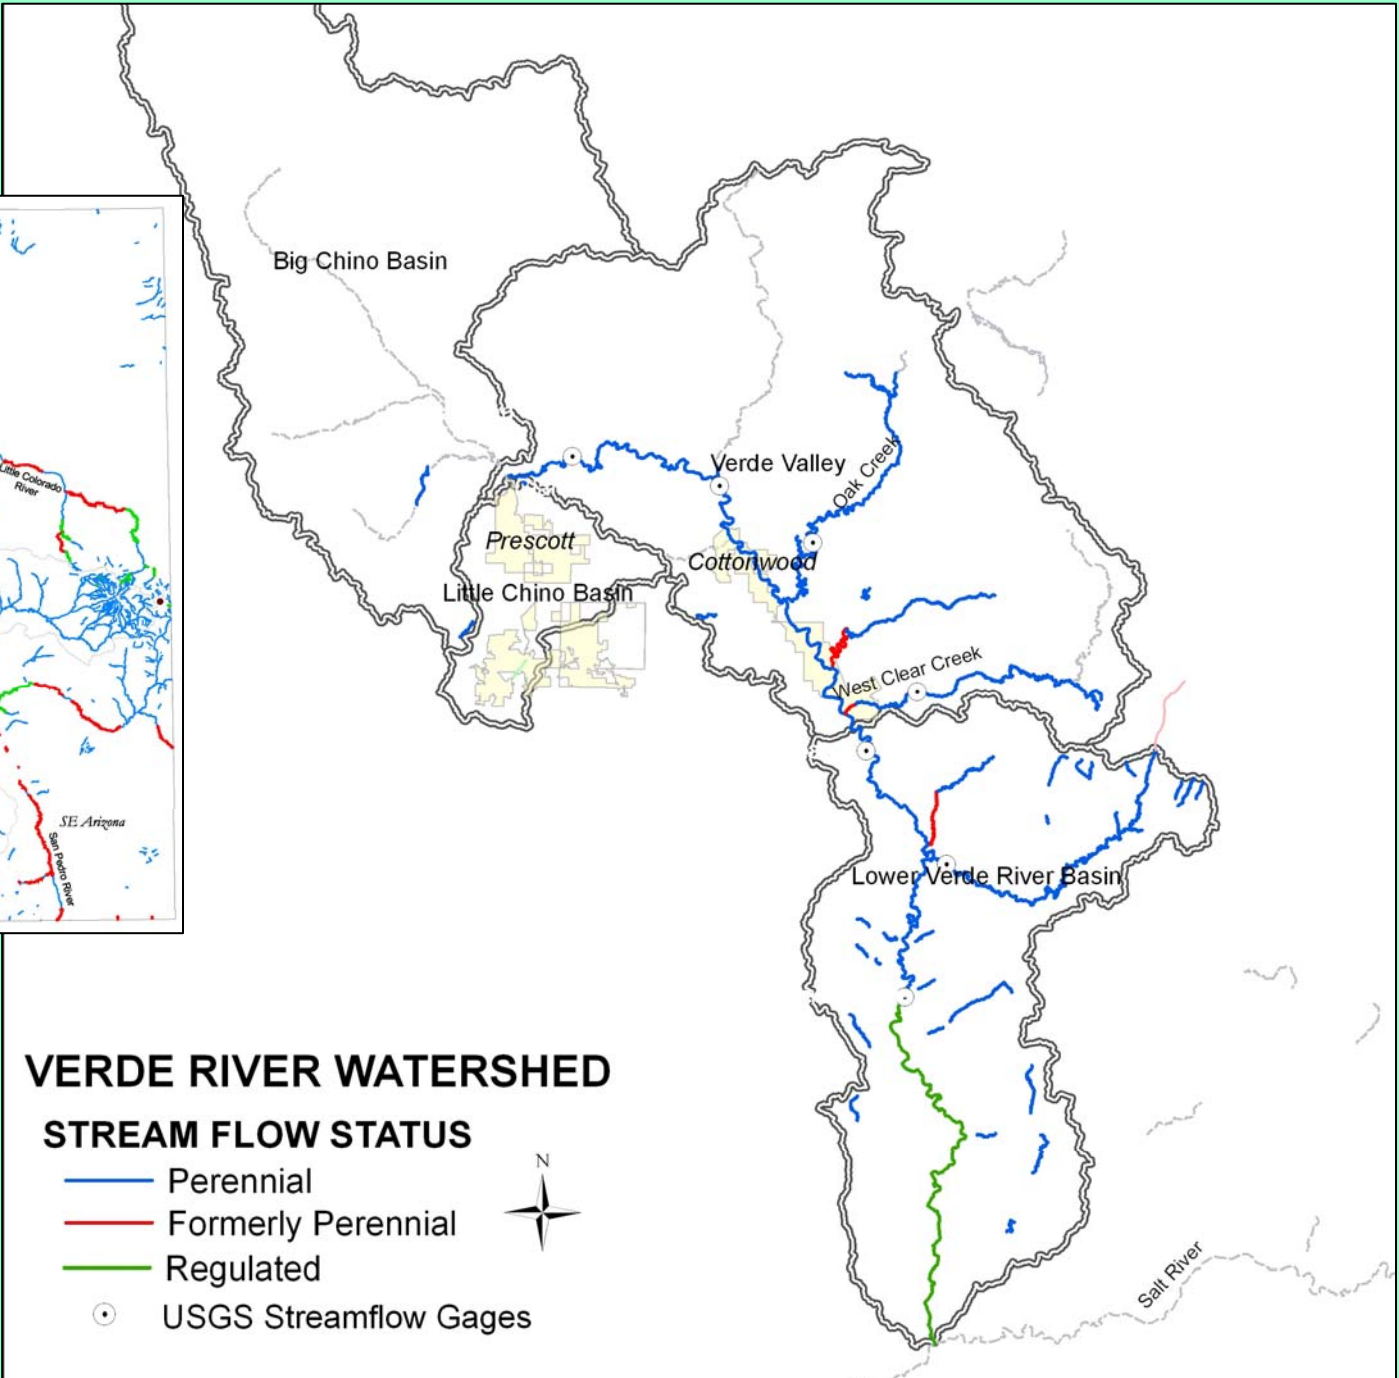 Big Chino Basin
Verde Valley
Oak Creek
Prescott
Cottonwood
Little Chino Basin
West Clear Creek
Lower Verde River Basin
Little Colorado
River
SE Arizona
San Pedro River
VERDE RIVER WATERSHED
STREAM FLOW STATUS
N
Perennial
Formerly Perennial
Regulated
USGS Streamflow Gages
Salt River